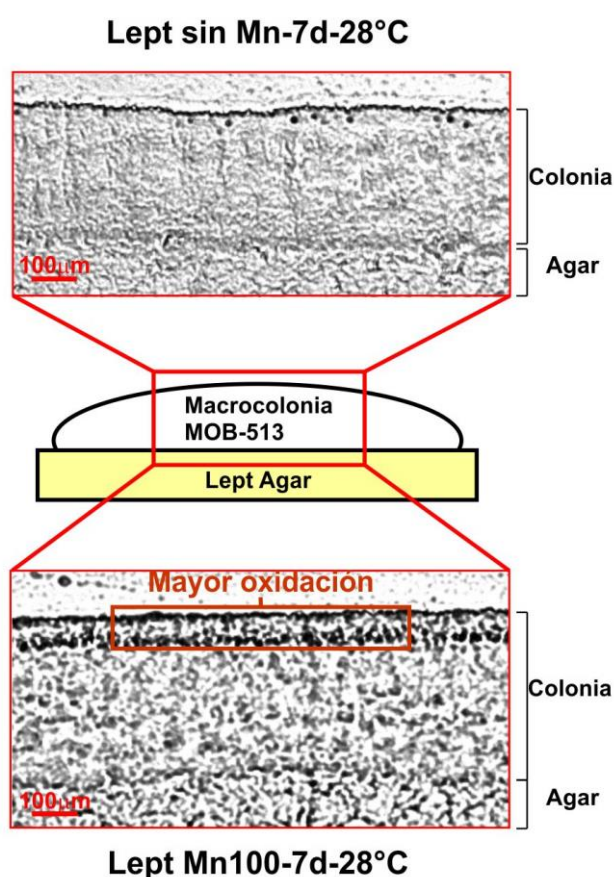 Lept sin Mn-7d-28°C
Colonia
100µm
Agar
Macrocolonia
MOB-513
Lept Agar
Mayor oxidación
Colonia
100µm
Agar
Lept Mn100-7d-28°C